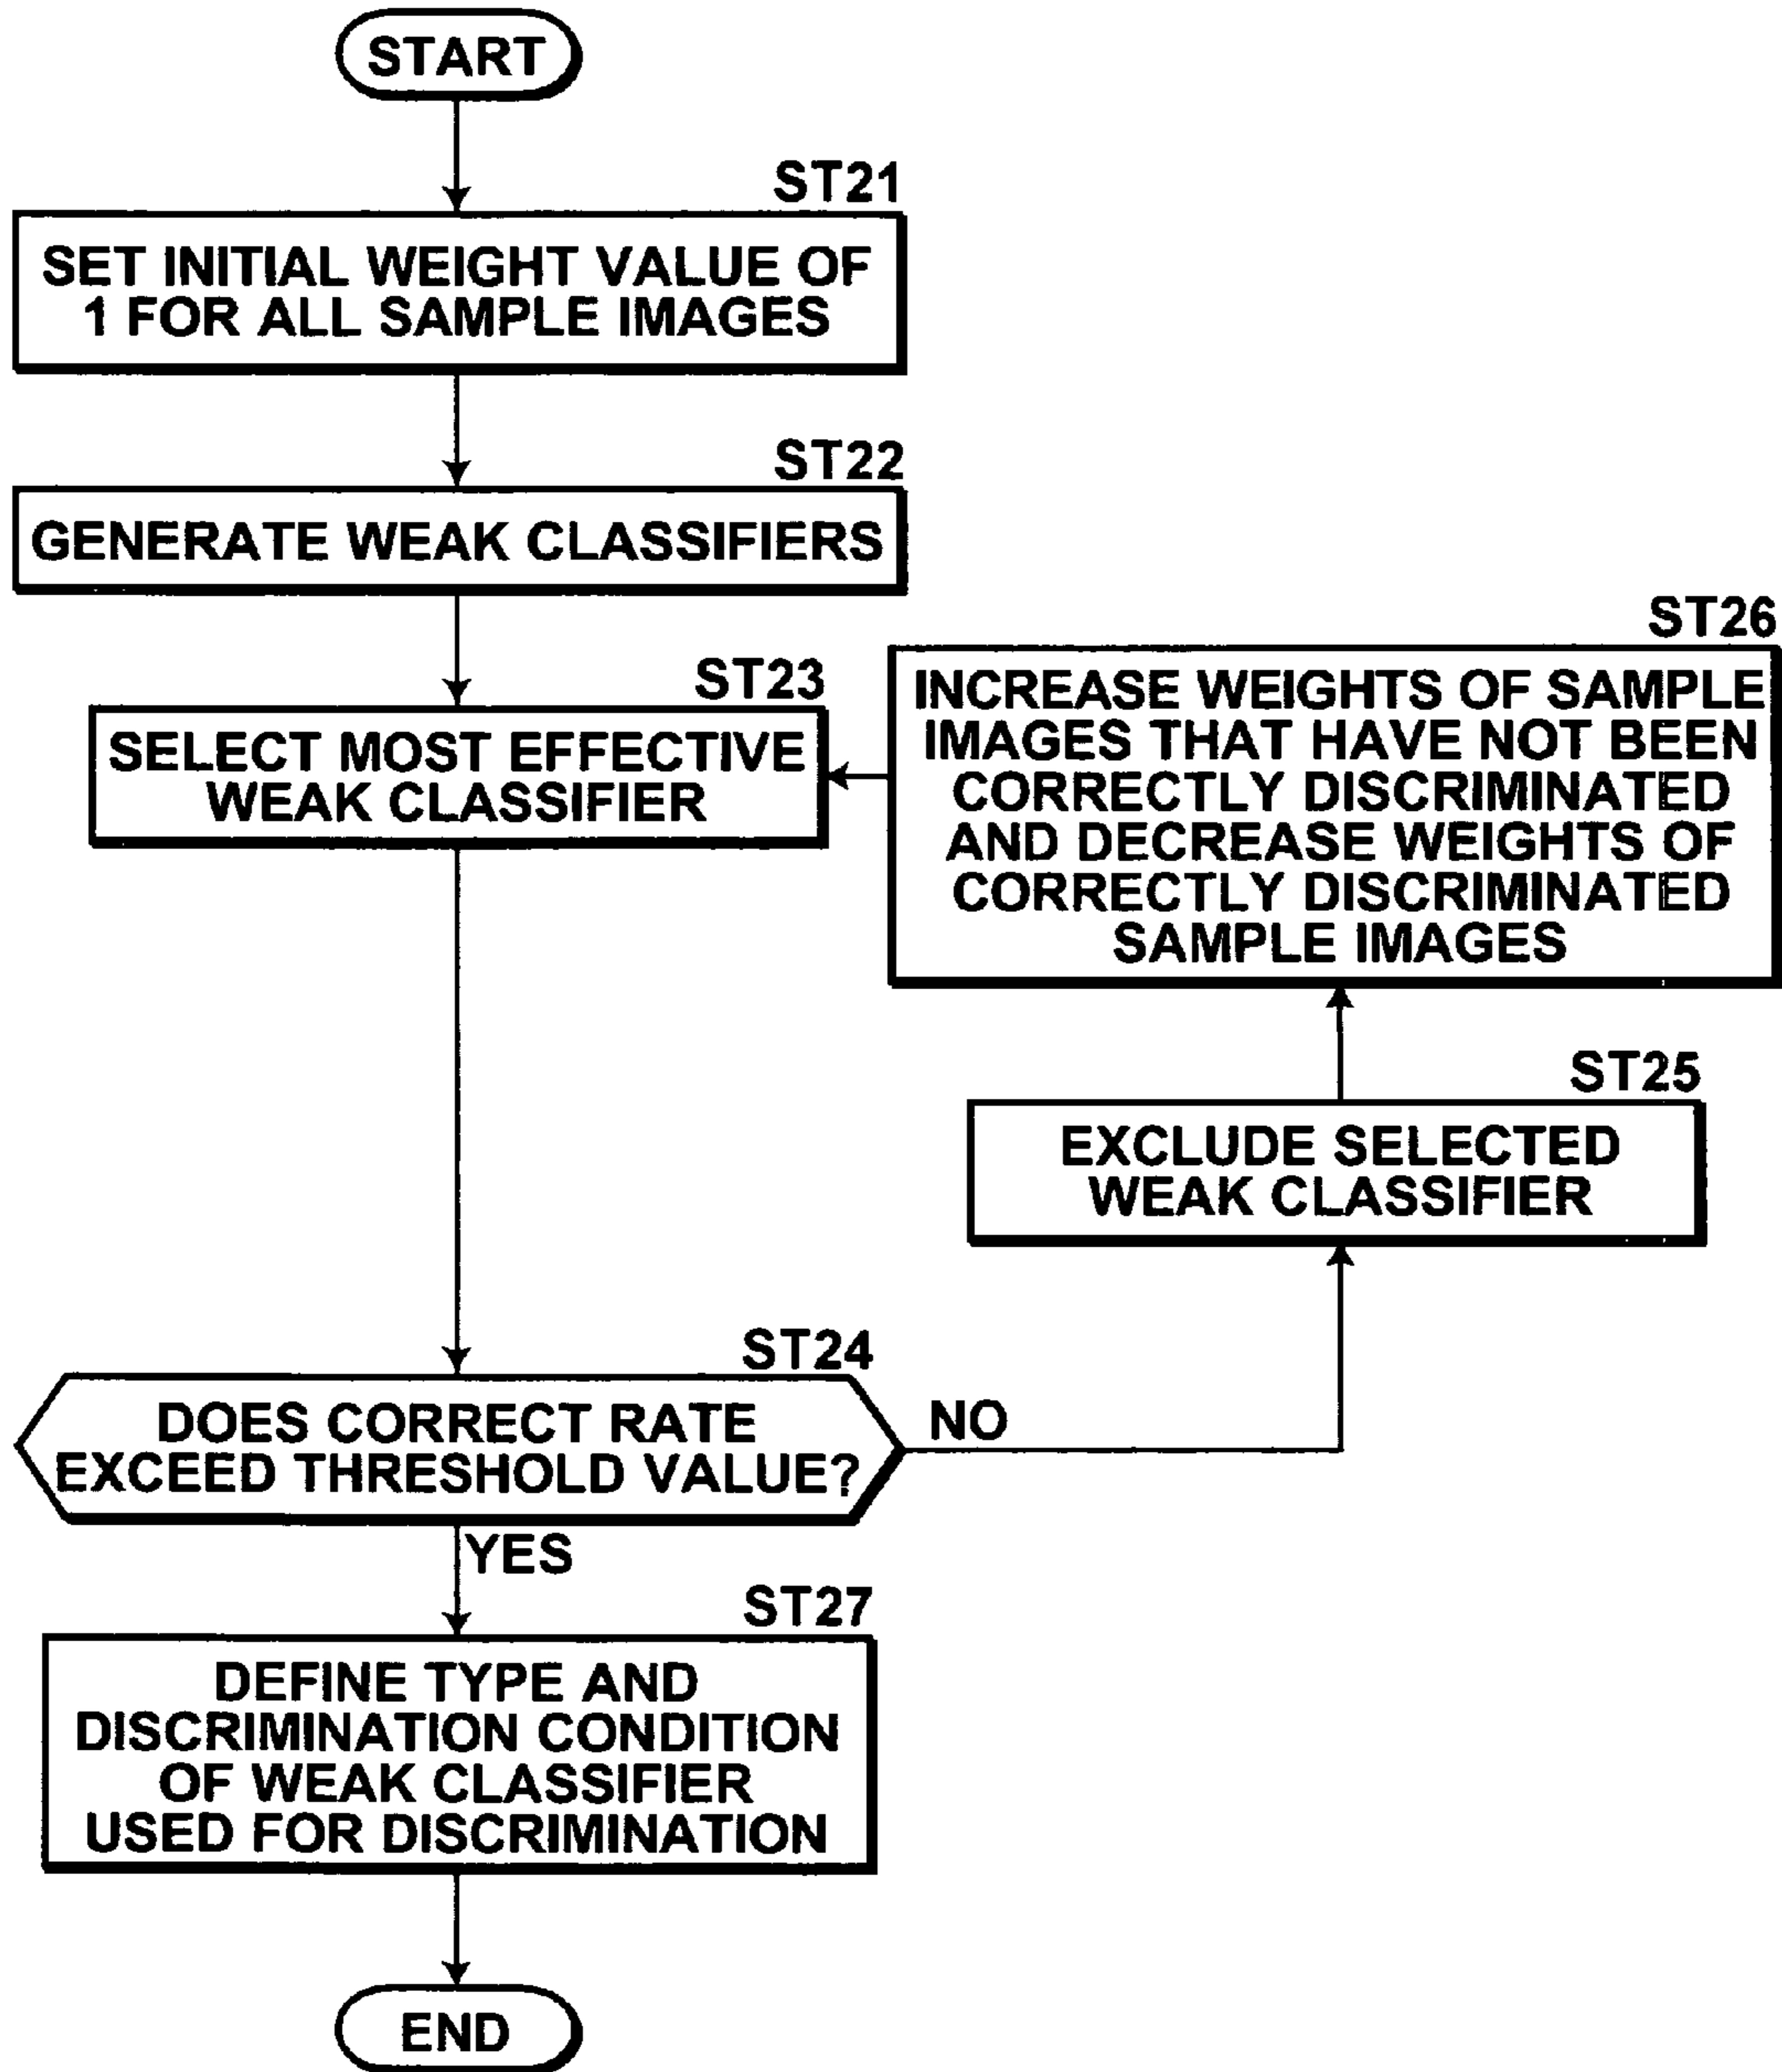 START
ST21
SET INITIAL WEIGHT VALUE OF
1 FOR ALL SAMPLE IMAGES
ST22
GENERATE WEAK CLASSIFIERS
ST23
SELECT MOST EFFECTIVE
WEAK CLASSIFIER
ST26
INCREASE WEIGHTS OF SAMPLE
IMAGES THAT HAVE NOT BEEN
CORRECTLY DISCRIMINATED
AND DECREASE WEIGHTS OF
CORRECTLY DISCRIMINATED
SAMPLE IMAGES
ST25
EXCLUDE SELECTED
WEAK CLASSIFIER
ST24
DOES CORRECT RATE
EXCEED THRESHOLD VALUE?
NO
YES
ST27
DEFINE TYPE AND
DISCRIMINATION CONDITION
OF WEAK CLASSIFIER
USED FOR DISCRIMINATION
END